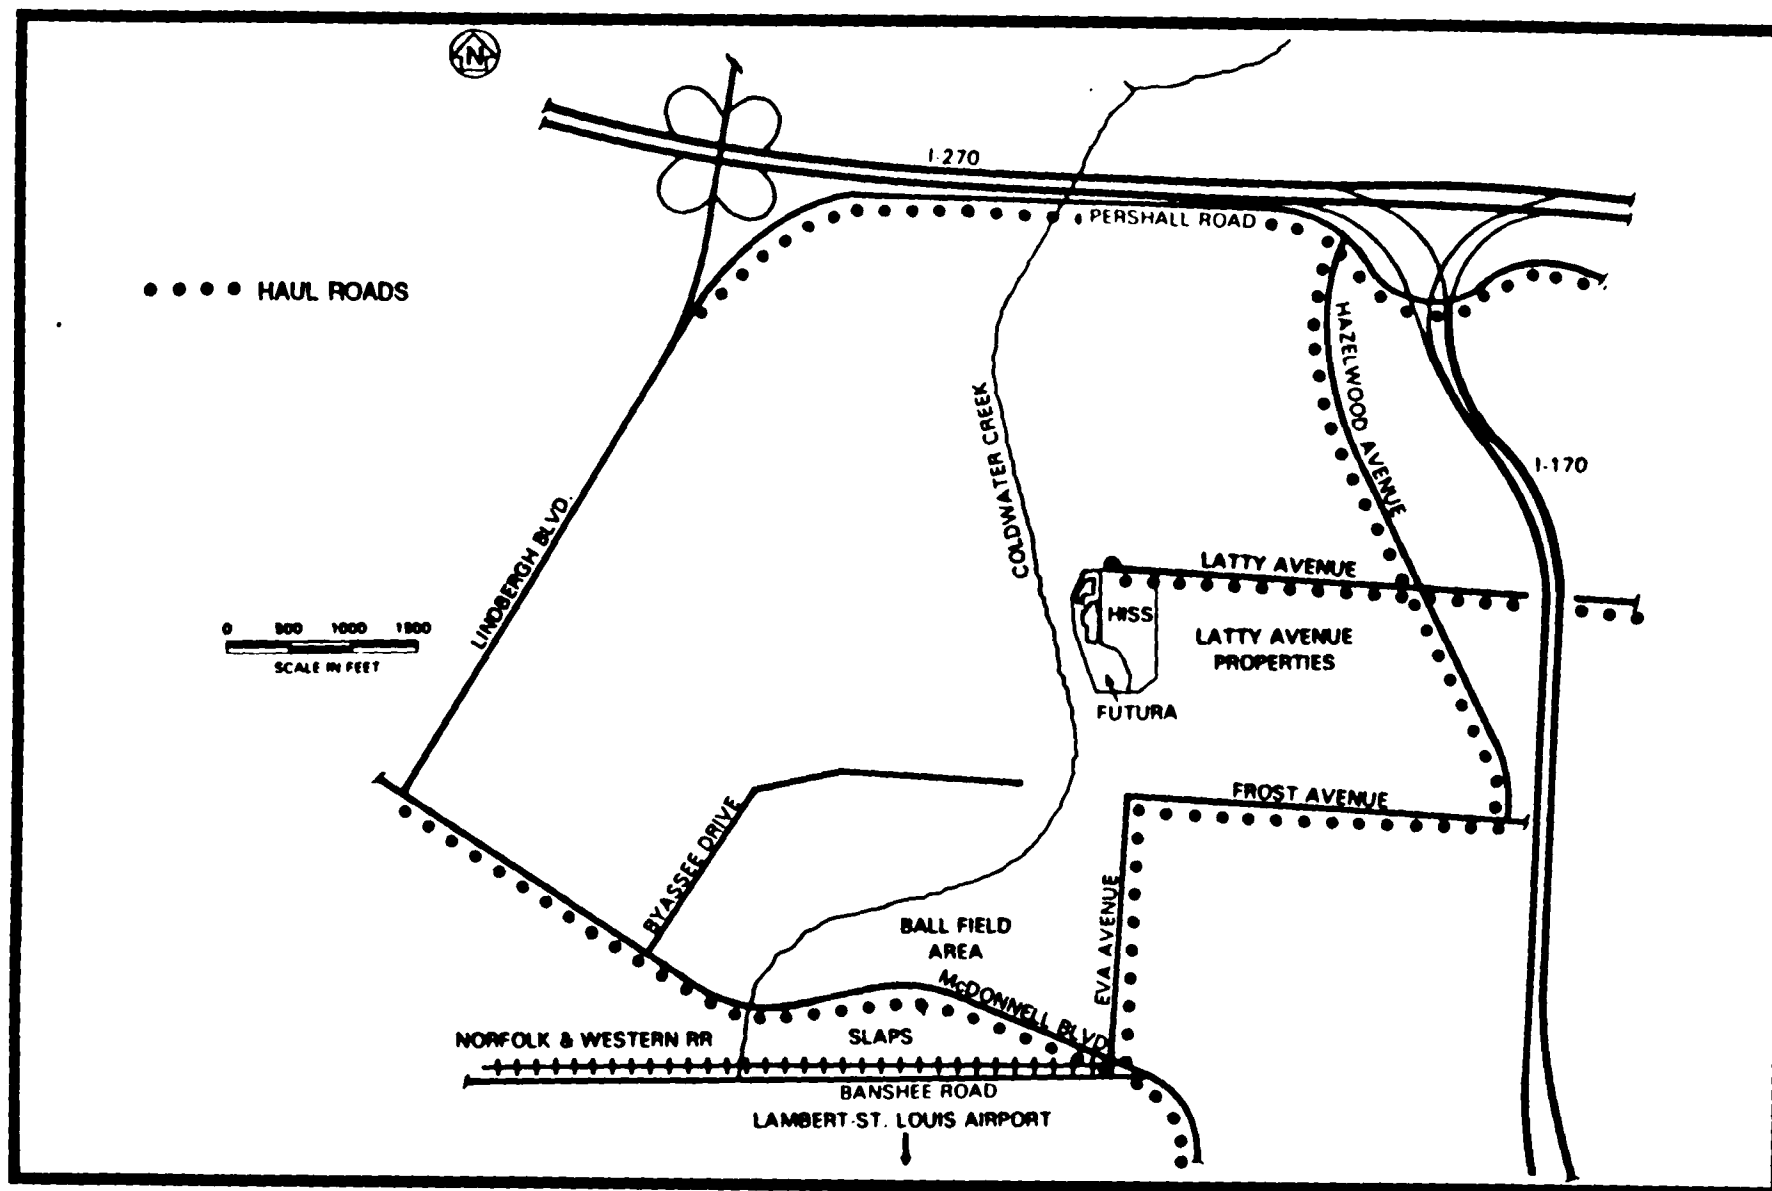 N
I-270
PERSHALL ROAD
HAUL ROADS
HAZELWOOD AVENUE
COLDWATER CREEK
I-170
LINDBERGH BLVD.
LATTY AVENUE
HISS
LATTY AVENUE
PROPERTIES
0 500 1000 1500
SCALE IN FEET
FUTURA
FROST AVENUE
BYASSEE DRIVE
EVA AVENUE
BALL FIELD
AREA
McDONNELL BLVD.
NORFOLK & WESTERN RR
SLAPS
BANSHEE ROAD
LAMBERT-ST. LOUIS AIRPORT